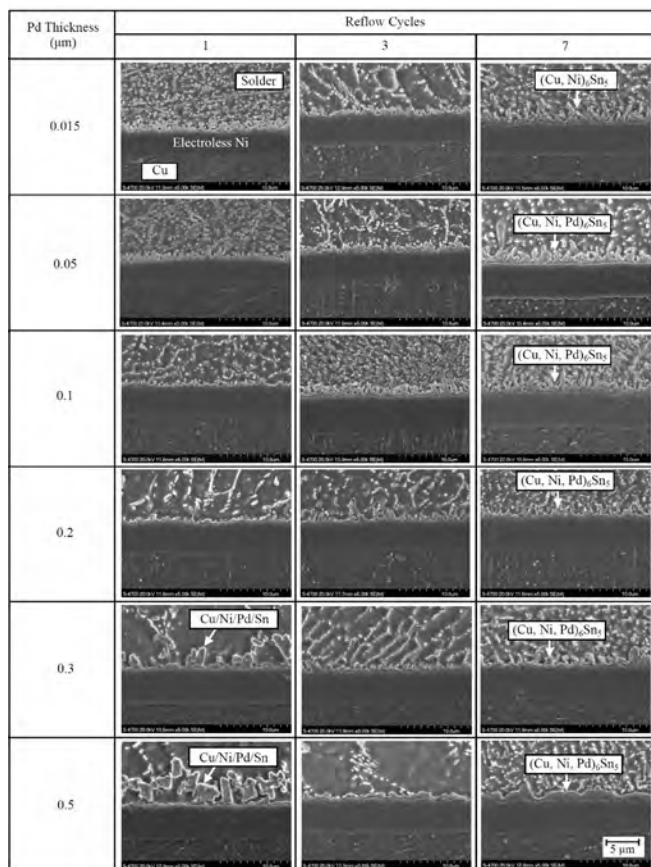 Pd Thickness
(μm)
Reflow Cycles
1
3
7
0.015
Solder
Electroless Ni
Cu
(Cu, Ni)6Sn5
0.05
(Cu, Ni, Pd)6Sn5
0.1
(Cu, Ni, Pd)6Sn5
0.2
(Cu, Ni, Pd)6Sn5
0.3
Cu/Ni/Pd/Sn
(Cu, Ni, Pd)6Sn5
0.5
Cu/Ni/Pd/Sn
(Cu, Ni, Pd)6Sn5
5 μm